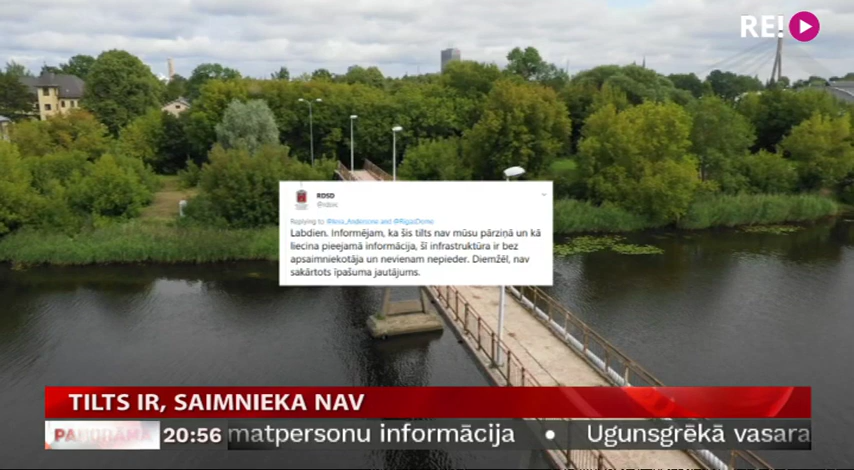 RE!
RDSD
@rdsvc
Replying to @Ieva_Andersone and @RigasDome
Labdien. Informējam, ka šis tilts nav mūsu pārziņā un kā
liecina pieejamā informācija, šī infrastruktūra ir bez
apsaimniekotāja un nevienam nepieder. Diemžēl, nav
sakārtots īpašuma jautājums.
TILTS IR, SAIMNIEKA NAV
PANORĀMA 20:56 matpersonu informācija • Ugunsgrēkā vasara